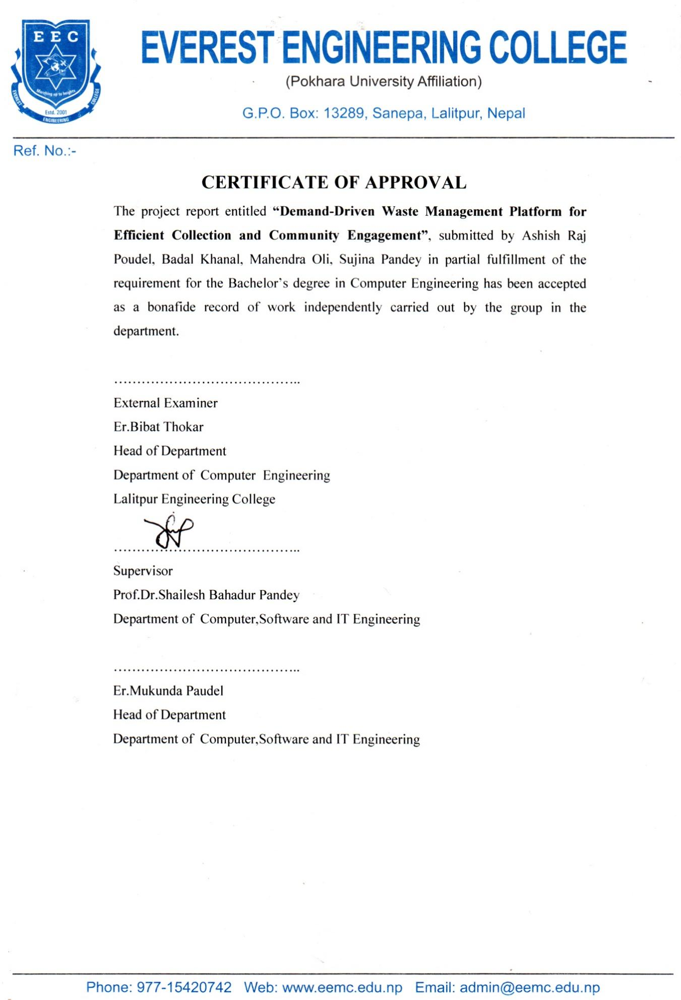 E E C
Marching up to heights
Estd. 2001
EVEREST ENGINEERING COLLEGE
EVEREST ENGINEERING COLLEGE
(Pokhara University Affiliation)
G.P.O. Box: 13289, Sanepa, Lalitpur, Nepal
Ref. No.:-
CERTIFICATE OF APPROVAL
The project report entitled “Demand-Driven Waste Management Platform for
Efficient Collection and Community Engagement”, submitted by Ashish Raj
Poudel, Badal Khanal, Mahendra Oli, Sujina Pandey in partial fulfillment of the
requirement for the Bachelor’s degree in Computer Engineering has been accepted
as a bonafide record of work independently carried out by the group in the
department.
……………………………………..
External Examiner
Er.Bibat Thokar
Head of Department
Department of Computer Engineering
Lalitpur Engineering College
……………………………………..
Supervisor
Prof.Dr.Shailesh Bahadur Pandey
Department of Computer,Software and IT Engineering
……………………………………..
Er.Mukunda Paudel
Head of Department
Department of Computer,Software and IT Engineering
Phone: 977-15420742 Web: www.eemc.edu.np Email: admin@eemc.edu.np